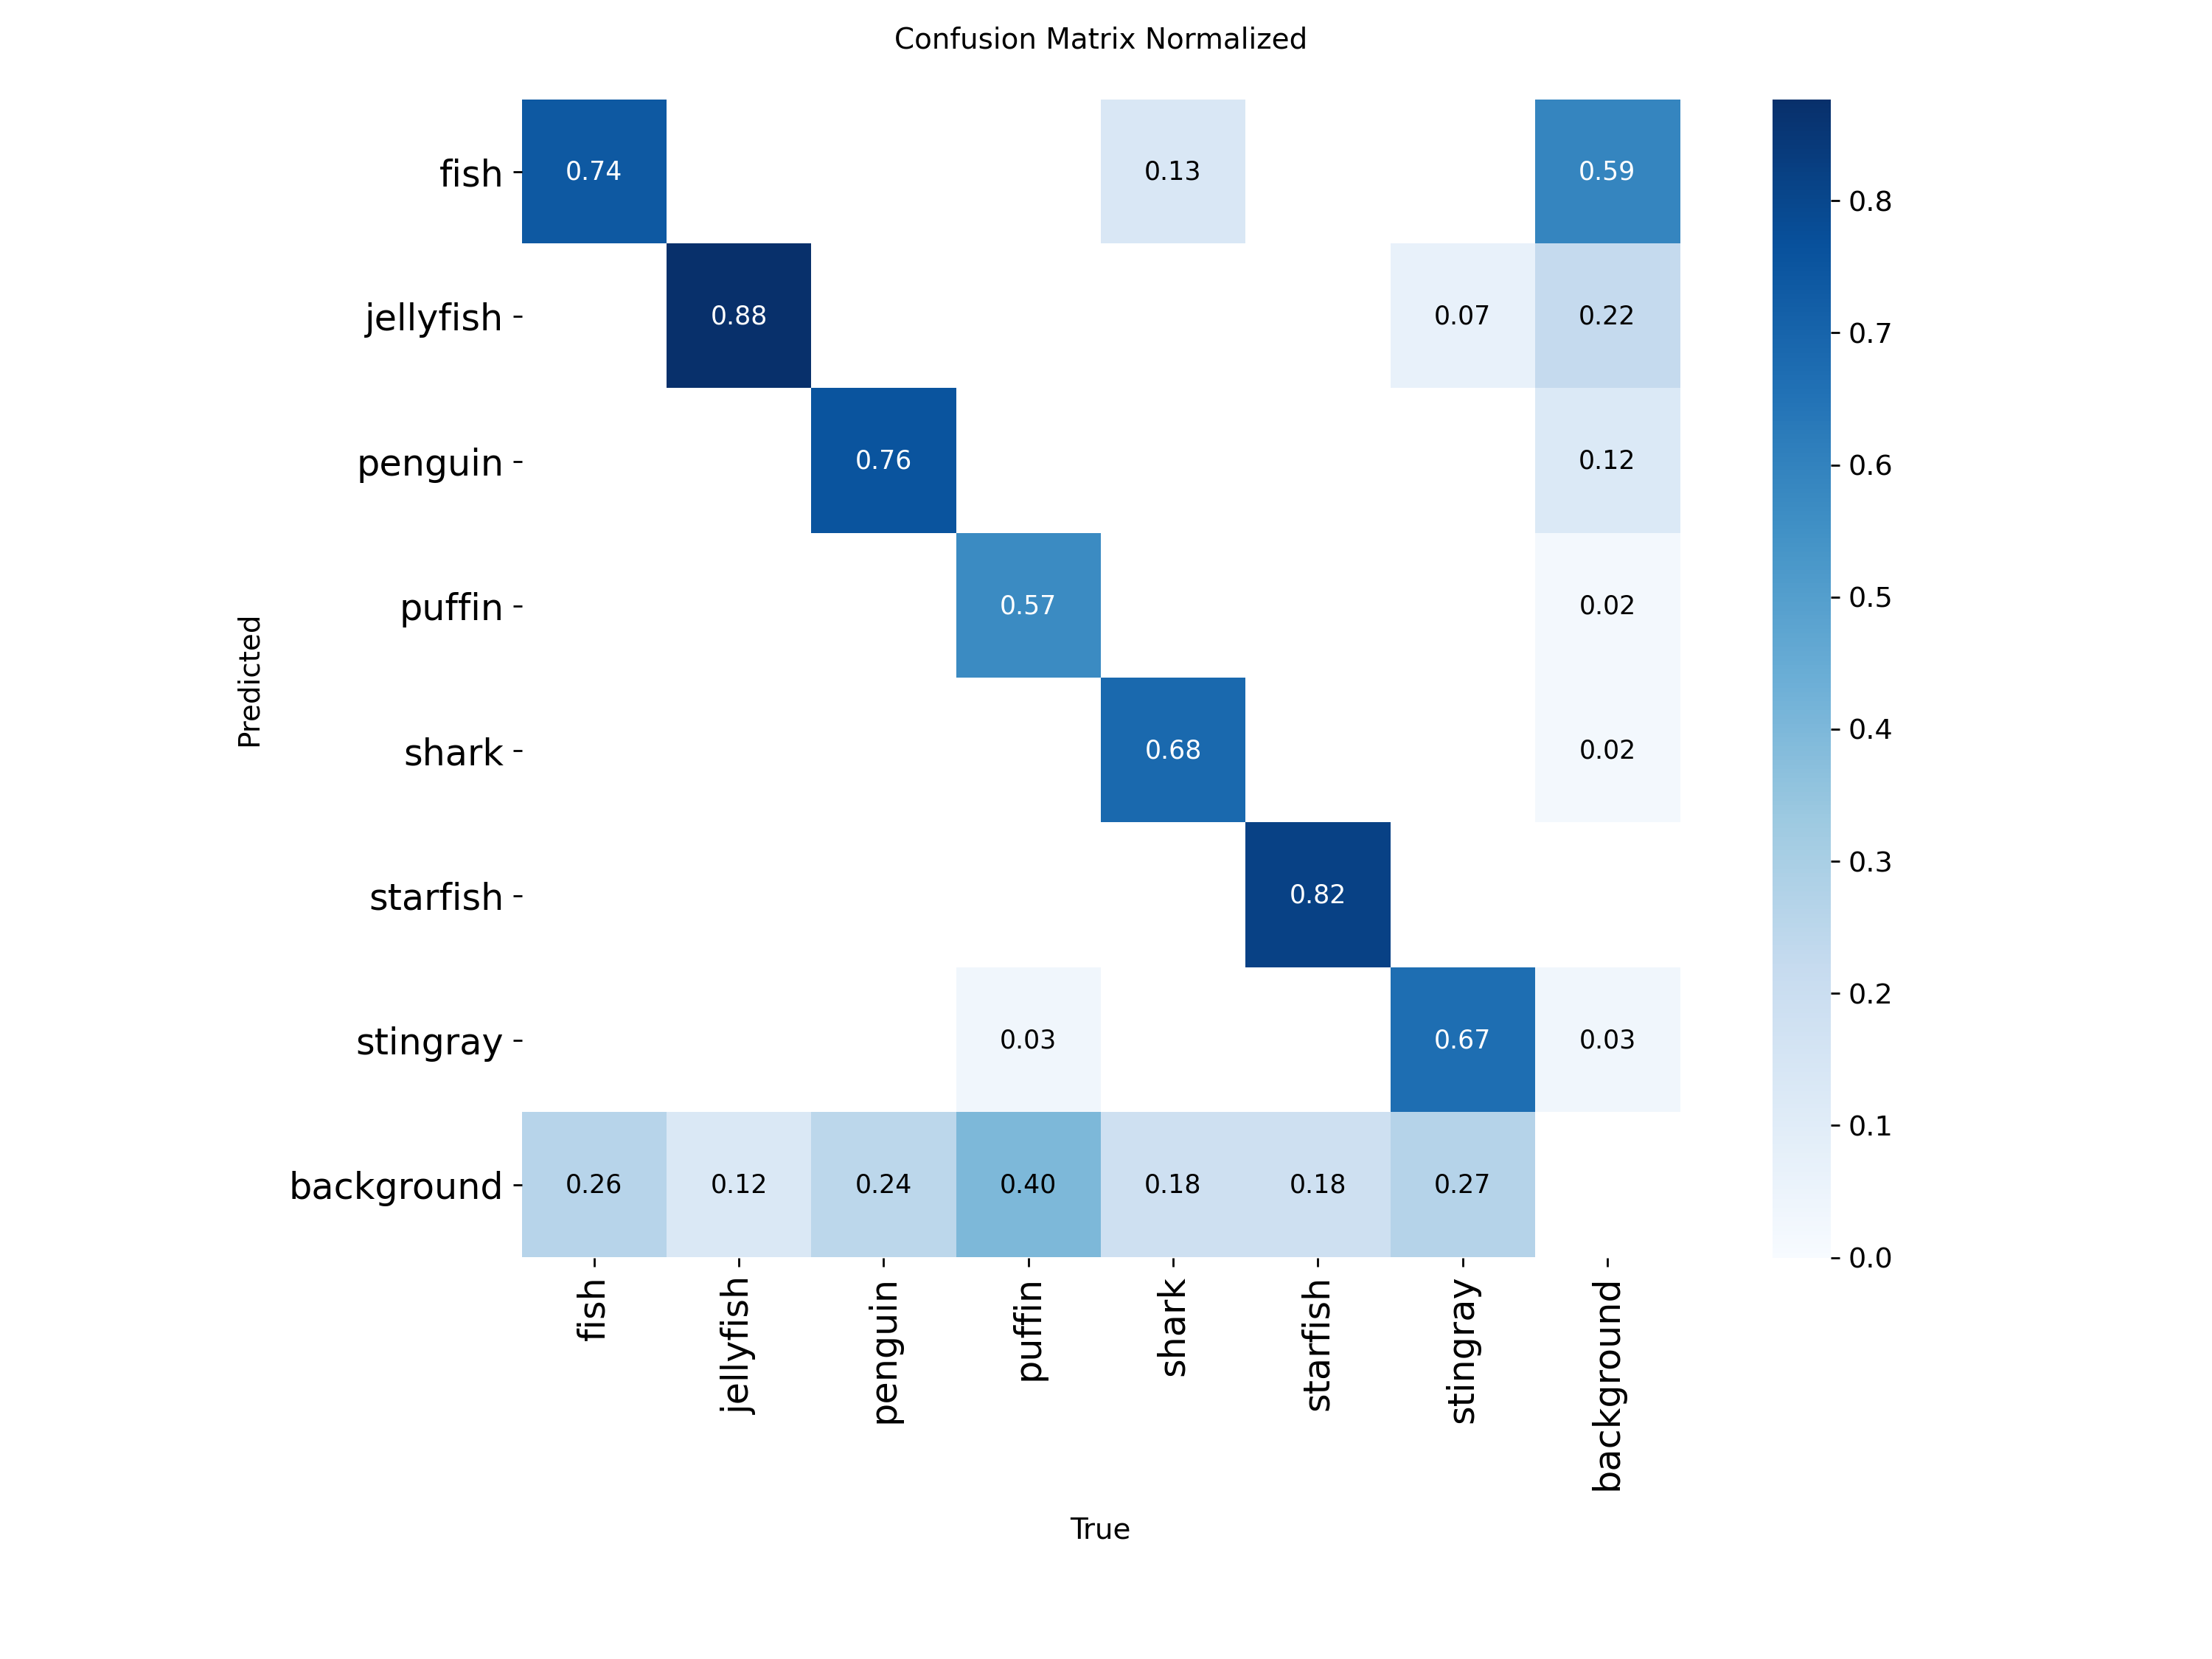 Confusion Matrix Normalized
fish 0.74 0.13 0.59
jellyfish 0.88 0.07 0.22
penguin 0.76 0.12
puffin 0.57 0.02
shark 0.68 0.02
starfish 0.82
stingray 0.03 0.67 0.03
background 0.26 0.12 0.24 0.40 0.18 0.18 0.27
Predicted
fish jellyfish penguin puffin shark starfish stingray background
True
0.8
0.7
0.6
0.5
0.4
0.3
0.2
0.1
0.0